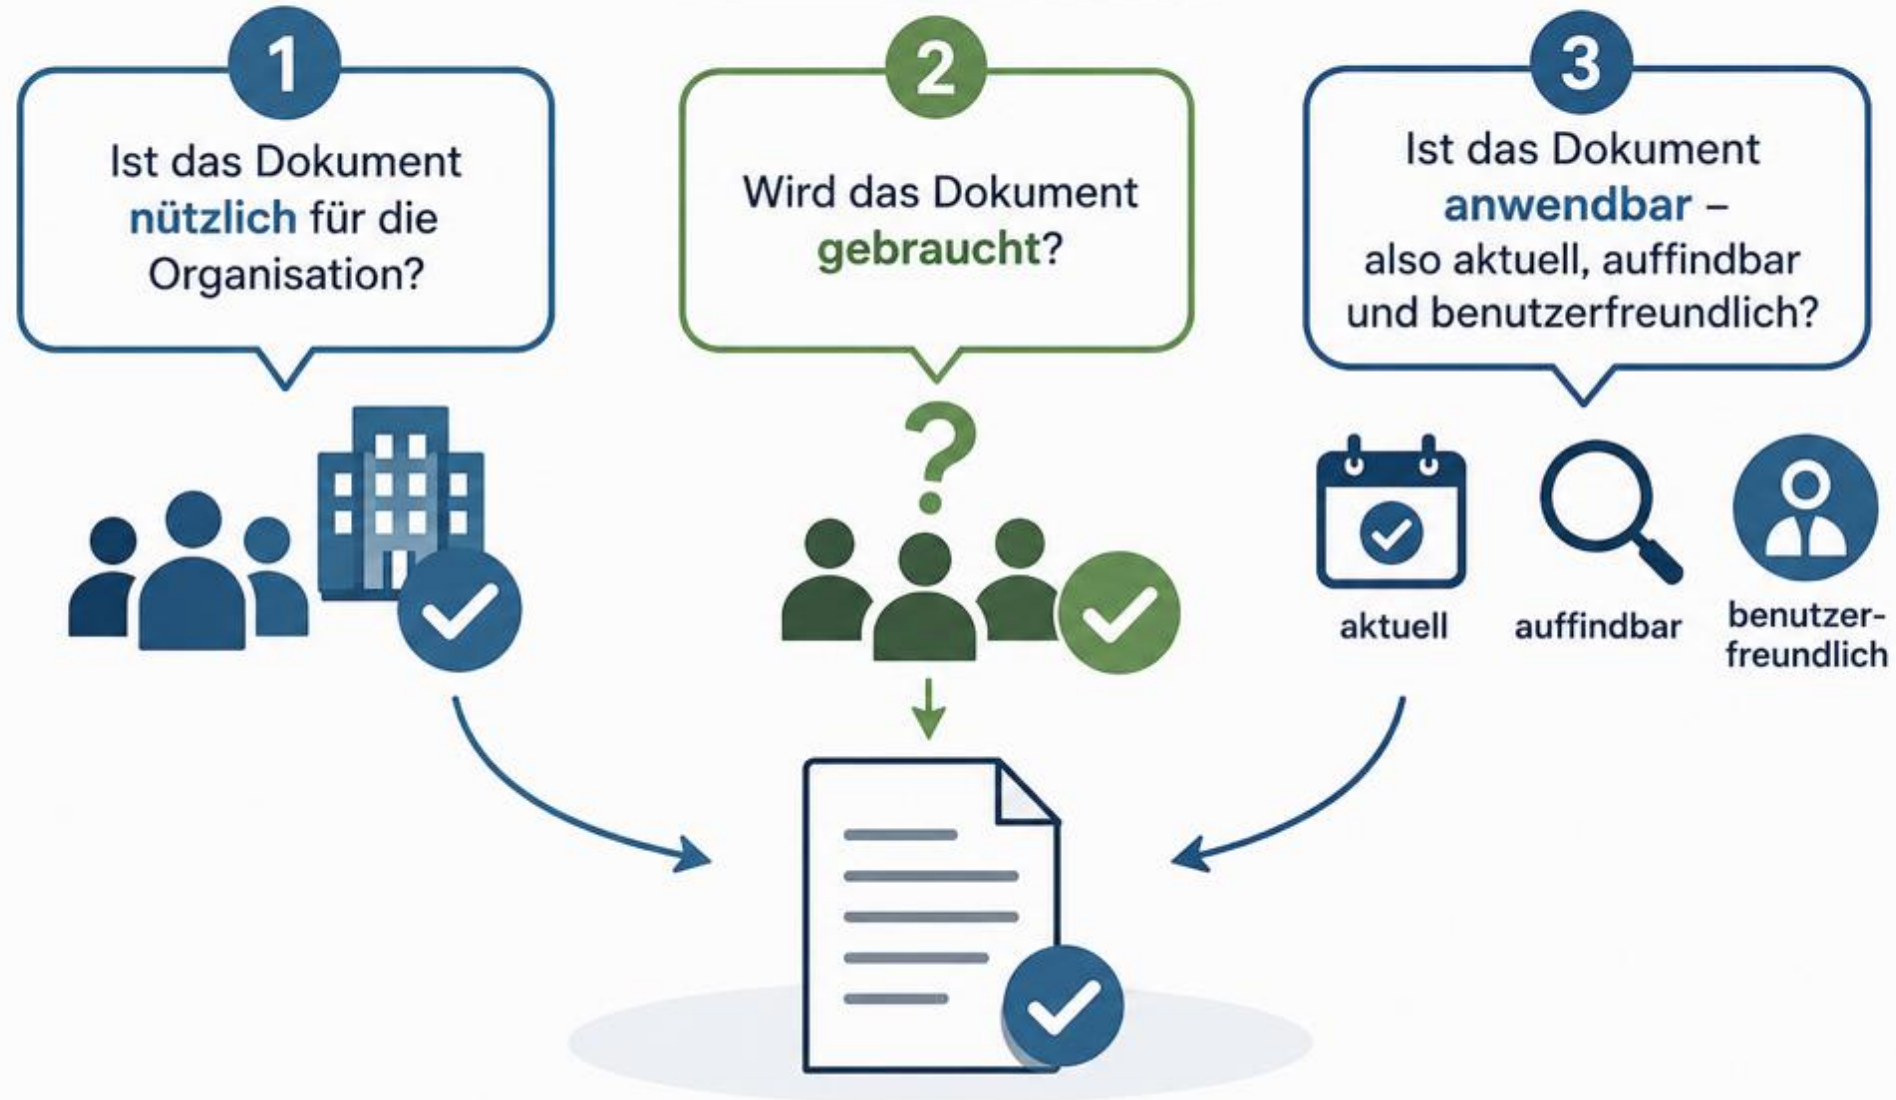 1
Ist das Dokument
nützlich für die
Organisation?
2
Wird das Dokument
gebraucht?
?
3
Ist das Dokument
anwendbar –
also aktuell, auffindbar
und benutzerfreundlich?
aktuell
auffindbar
benutzer-
freundlich